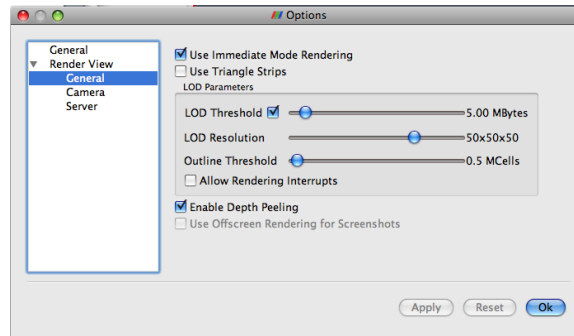 Options
General
Render View
General
Camera
Server
Use Immediate Mode Rendering
Use Triangle Strips
LOD Parameters
LOD Threshold 5.00 MBytes
LOD Resolution 50x50x50
Outline Threshold 0.5 MCells
Allow Rendering Interrupts
Enable Depth Peeling
Use Offscreen Rendering for Screenshots
Apply Reset Ok